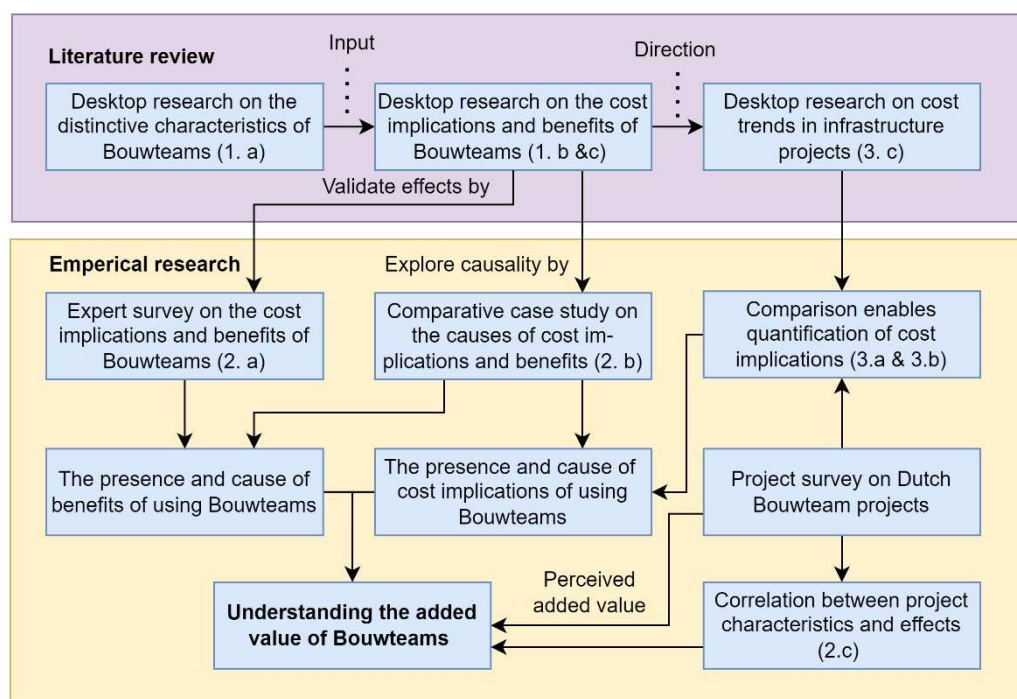 Literature review
Input
Direction
Desktop research on the
distinctive characteristics of
Bouwteams (1. a)
Desktop research on the cost
implications and benefits of
Bouwteams (1. b &c)
Desktop research on cost
trends in infrastructure
projects (3. c)
Validate effects by
Emperical research
Explore causality by
Expert survey on the cost
implications and benefits of
Bouwteams (2. a)
Comparative case study on
the causes of cost im-
plications and benefits (2. b)
Comparison enables
quantification of cost
implications (3.a & 3.b)
The presence and cause of
benefits of using Bouwteams
The presence and cause of
cost implications of using
Bouwteams
Project survey on Dutch
Bouwteam projects
Perceived
added value
Understanding the added
value of Bouwteams
Correlation between project
characteristics and effects
(2.c)